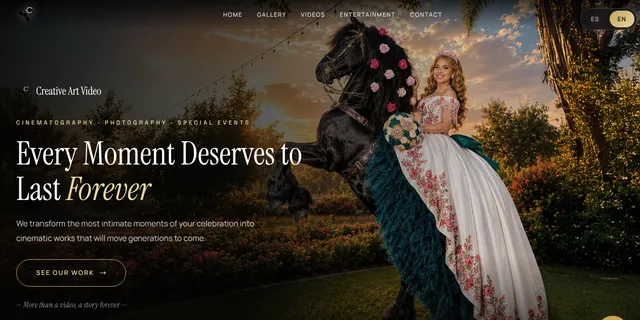 C
HOME GALLERY VIDEOS ENTERTAINMENT CONTACT
ES EN
C Creative Art Video
CINEMATOGRAPHY · PHOTOGRAPHY · SPECIAL EVENTS
Every Moment Deserves to
Last Forever
We transform the most intimate moments of your celebration into
cinematic works that will move generations to come.
SEE OUR WORK →
— More than a video, a story forever —